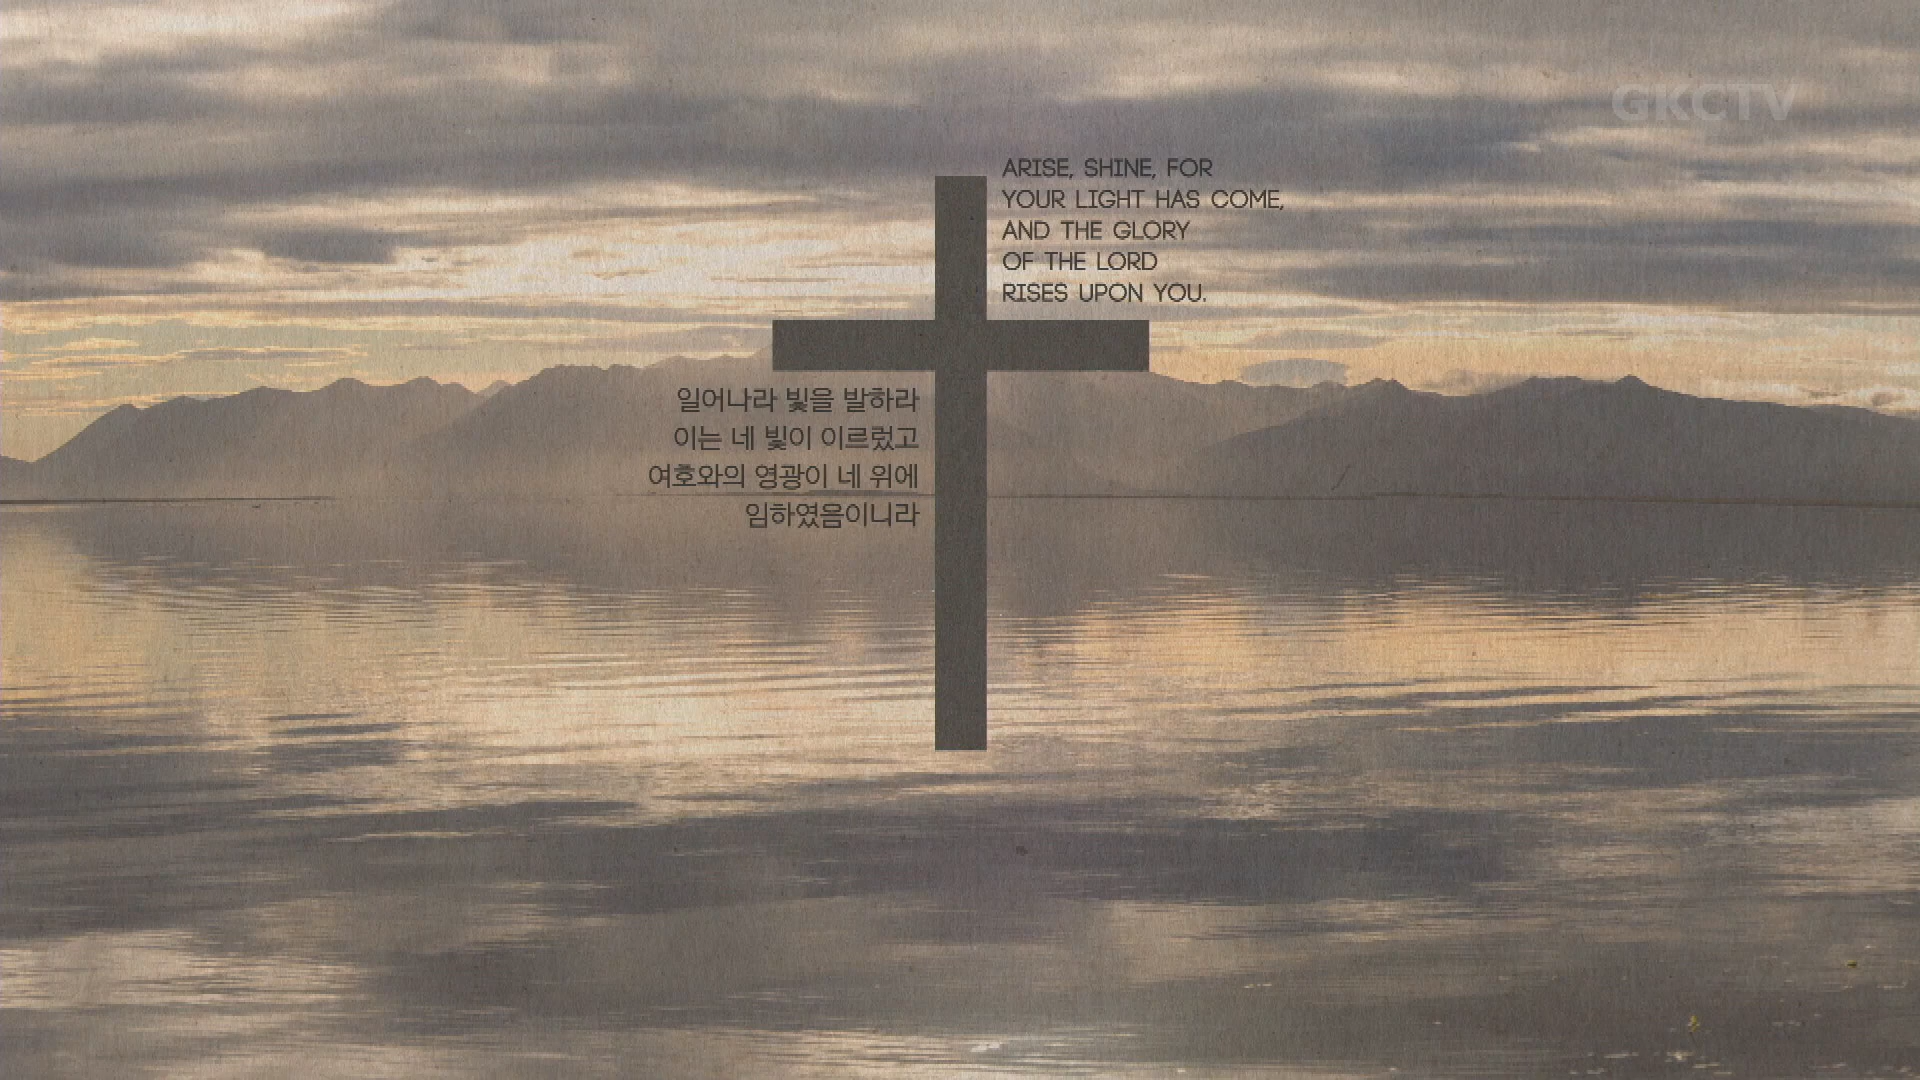 GKCTV
ARISE, SHINE, FOR
YOUR LIGHT HAS COME,
AND THE GLORY
OF THE LORD
RISES UPON YOU.
일어나라 빛을 발하라
이는 네 빛이 이르렀고
여호와의 영광이 네 위에
임하였음이니라